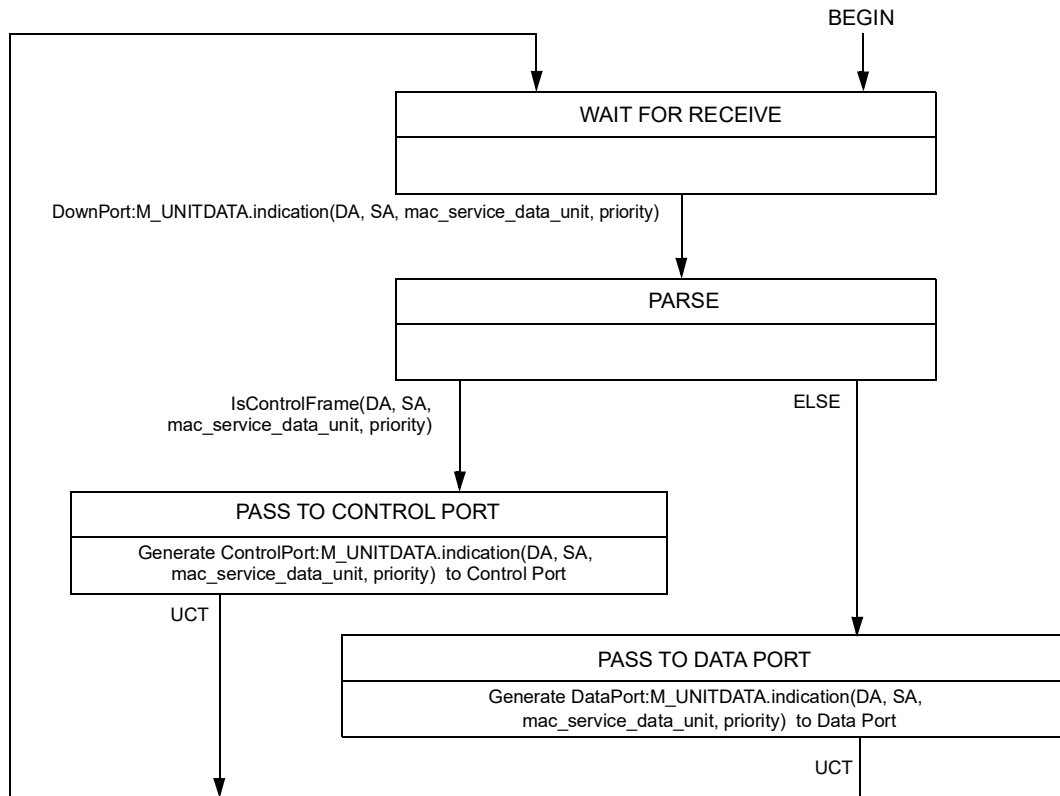 BEGIN
WAIT FOR RECEIVE
DownPort:M_UNITDATA.indication(DA, SA, mac_service_data_unit, priority)
PARSE
IsControlFrame(DA, SA,
mac_service_data_unit, priority)
ELSE
PASS TO CONTROL PORT
Generate ControlPort:M_UNITDATA.indication(DA, SA,
mac_service_data_unit, priority) to Control Port
UCT
PASS TO DATA PORT
Generate DataPort:M_UNITDATA.indication(DA, SA,
mac_service_data_unit, priority) to Data Port
UCT